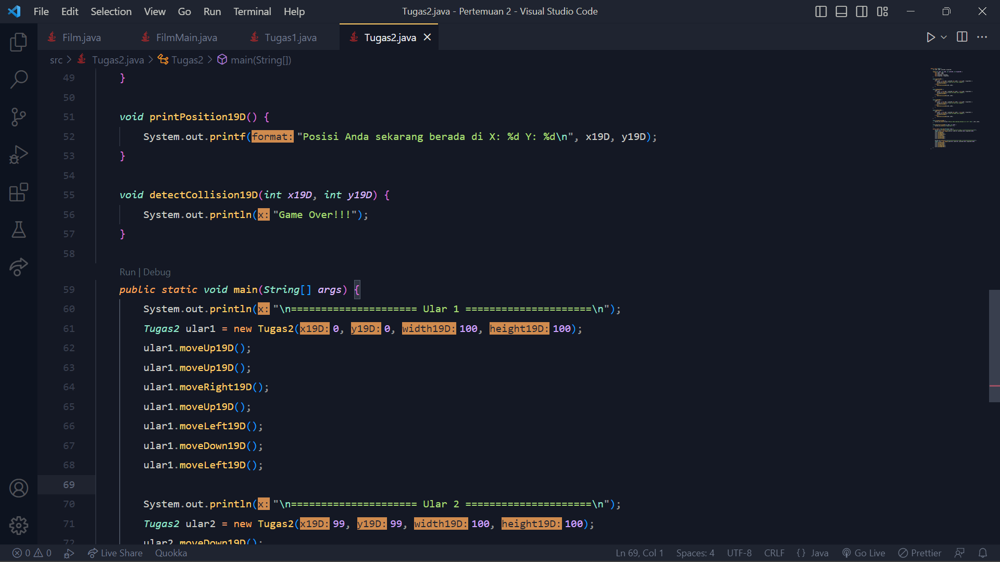 File Edit Selection View Go Run Terminal Help Tugas2.java - Pertemuan 2 - Visual Studio Code
Film.java FilmMain.java Tugas1.java Tugas2.java
src > Tugas2.java > Tugas2 > main(String[])
49 }
50
51 void printPosition19D() {
52 System.out.printf(format: "Posisi Anda sekarang berada di X: %d Y: %d\n", x19D, y19D);
53 }
54
55 void detectCollision19D(int x19D, int y19D) {
56 System.out.println(x: "Game Over!!!");
57 }
58
Run | Debug
59 public static void main(String[] args) {
60 System.out.println(x: "\n===================== Ular 1 =====================\n");
61 Tugas2 ular1 = new Tugas2(x19D: 0, y19D: 0, width19D: 100, height19D: 100);
62 ular1.moveUp19D();
63 ular1.moveUp19D();
64 ular1.moveRight19D();
65 ular1.moveUp19D();
66 ular1.moveLeft19D();
67 ular1.moveDown19D();
68 ular1.moveLeft19D();
69
70 System.out.println(x: "\n===================== Ular 2 =====================\n");
71 Tugas2 ular2 = new Tugas2(x19D: 99, y19D: 99, width19D: 100, height19D: 100);
72 ular2.moveDown19D();
0 0 Live Share Quokka Ln 69, Col 1 Spaces: 4 UTF-8 CRLF {} Java Go Live Prettier